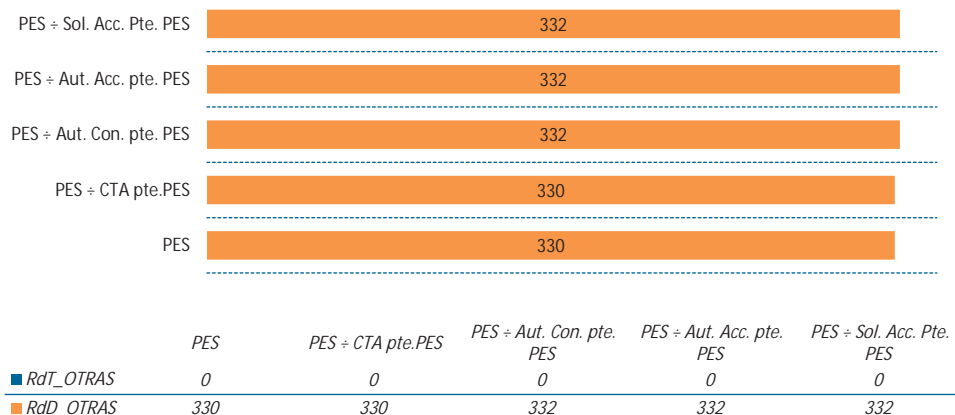 PES ÷ Sol. Acc. Pte. PES
332
PES ÷ Aut. Acc. pte. PES
332
PES ÷ Aut. Con. pte. PES
332
PES ÷ CTA pte.PES
330
PES
330
PES
PES ÷ CTA pte.PES
PES ÷ Aut. Con. pte.
PES
PES ÷ Aut. Acc. pte.
PES
PES ÷ Sol. Acc. Pte.
PES
RdT_OTRAS 0 0 0 0 0
RdD_OTRAS 330 330 332 332 332